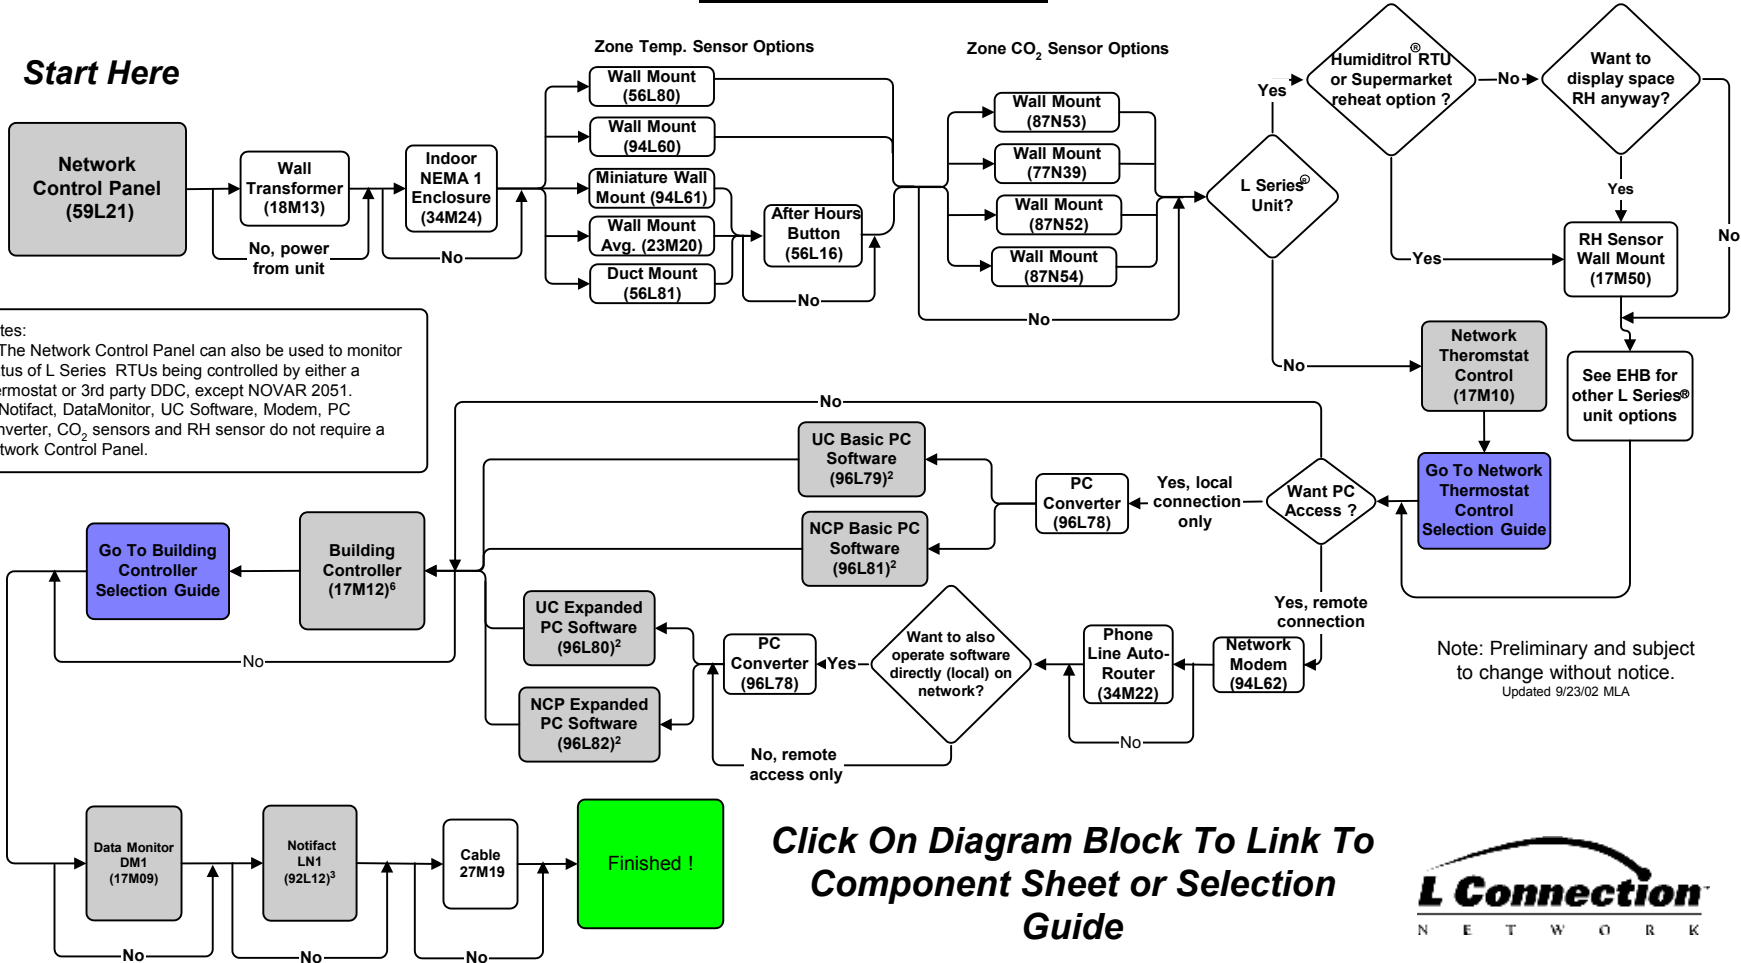 Start Here
Zone Temp. Sensor Options
Zone CO2 Sensor Options
Network
Control Panel
(59L21)
Wall
Transformer
(18M13)
No, power
from unit
Indoor
NEMA 1
Enclosure
(34M24)
No
Wall Mount
(56L80)
Wall Mount
(94L60)
Miniature Wall
Mount (94L61)
Wall Mount
Avg. (23M20)
Duct Mount
(56L81)
After Hours
Button
(56L16)
No
Wall Mount
(87N53)
Wall Mount
(77N39)
Wall Mount
(87N52)
Wall Mount
(87N54)
No
L Series®
Unit?
Yes
Humiditrol® RTU
or Supermarket
reheat option ?
No
Want to
display space
RH anyway?
Yes
No
Yes
RH Sensor
Wall Mount
(17M50)
No
Network
Theromstat
Control
(17M10)
See EHB for
other L Series®
unit options
tes:
The Network Control Panel can also be used to monitor
tus of L Series RTUs being controlled by either a
ermostat or 3rd party DDC, except NOVAR 2051.
Notifact, DataMonitor, UC Software, Modem, PC
nverter, CO2 sensors and RH sensor do not require a
twork Control Panel.
No
UC Basic PC
Software
(96L79)2
NCP Basic PC
Software
(96L81)2
PC
Converter
(96L78)
Yes, local
connection
only
Want PC
Access ?
Go To Network
Thermostat
Control
Selection Guide
Go To Building
Controller
Selection Guide
Building
Controller
(17M12)6
No
UC Expanded
PC Software
(96L80)2
NCP Expanded
PC Software
(96L82)2
PC
Converter
(96L78)
Yes
Want to also
operate software
directly (local) on
network?
No, remote
access only
Phone
Line Auto-
Router
(34M22)
No
Network
Modem
(94L62)
Yes, remote
connection
Note: Preliminary and subject
to change without notice.
Updated 9/23/02 MLA
Data Monitor
DM1
(17M09)
No
Notifact
LN1
(92L12)3
No
Cable
27M19
No
Finished !
Click On Diagram Block To Link To
Component Sheet or Selection
Guide
L Connection
NETWORK